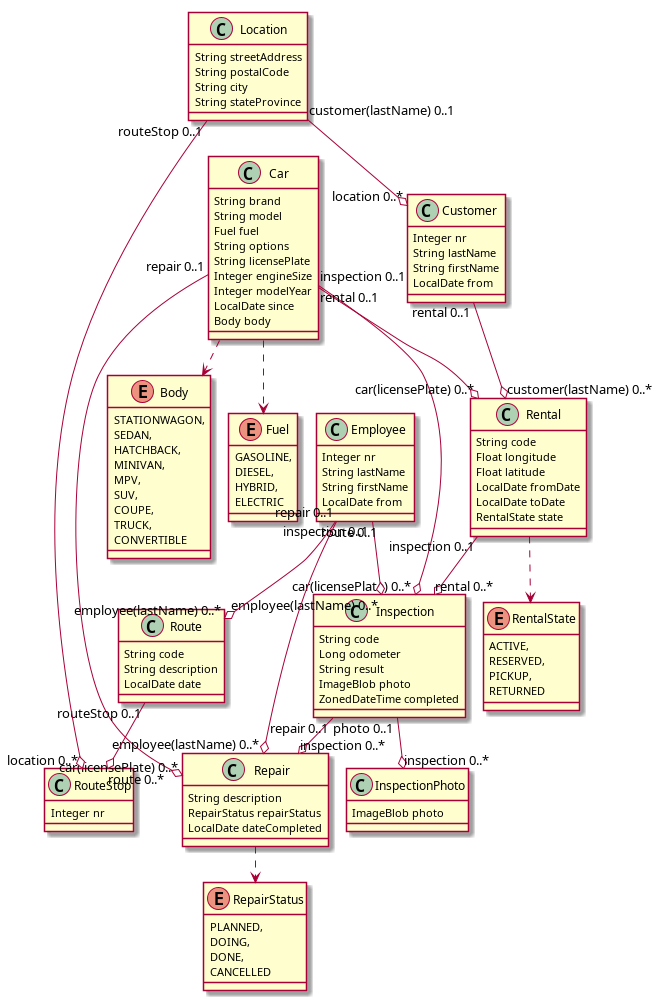 C Location
String streetAddress
String postalCode
String city
String stateProvince
customer(lastName) 0..1
routeStop 0..1
C Car
String brand
String model
Fuel fuel
String options
String licensePlate
Integer engineSize
Integer modelYear
LocalDate since
Body body
location 0..*
C Customer
Integer nr
String lastName
String firstName
LocalDate from
repair 0..1
inspection 0..1
rental 0..1
rental 0..1
E Body
STATIONWAGON,
SEDAN,
HATCHBACK,
MINIVAN,
MPV,
SUV,
COUPE,
TRUCK,
CONVERTIBLE
E Fuel
GASOLINE,
DIESEL,
HYBRID,
ELECTRIC
C Employee
Integer nr
String lastName
String firstName
LocalDate from
car(licensePlate) 0..*
customer(lastName) 0..*
C Rental
String code
Float longitude
Float latitude
LocalDate fromDate
LocalDate toDate
RentalState state
repair 0..1
inspection 0..1
route 0..1
inspection 0..1
car(licensePlate) 0..*
rental 0..*
employee(lastName) 0..*
employee(lastName) 0..*
C Route
String code
String description
LocalDate date
C Inspection
String code
Long odometer
String result
ImageBlob photo
ZonedDateTime completed
E RentalState
ACTIVE,
RESERVED,
PICKUP,
RETURNED
routeStop 0..1
repair 0..1
photo 0..1
employee(lastName) 0..*
inspection 0..*
location 0..*
car(licensePlate) 0..*
route 0..*
inspection 0..*
C RouteStop
Integer nr
C Repair
String description
RepairStatus repairStatus
LocalDate dateCompleted
C InspectionPhoto
ImageBlob photo
E RepairStatus
PLANNED,
DOING,
DONE,
CANCELLED